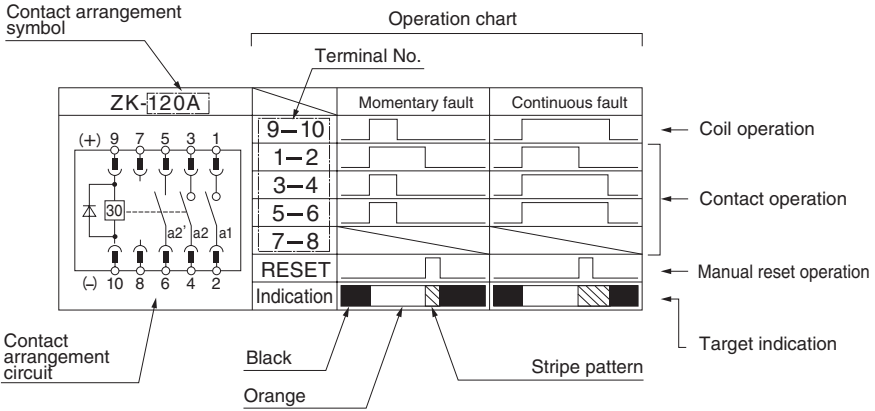 Contact arrangement
symbol
Operation chart
Terminal No.
ZK-120A
Momentary fault
Continuous fault
(+) 9 7 5 3 1
30
a2' a2 a1
(–) 10 8 6 4 2
9–10
1–2
3–4
5–6
7–8
RESET
Indication
Coil operation
Contact operation
Manual reset operation
Target indication
Contact
arrangement
circuit
Black
Orange
Stripe pattern